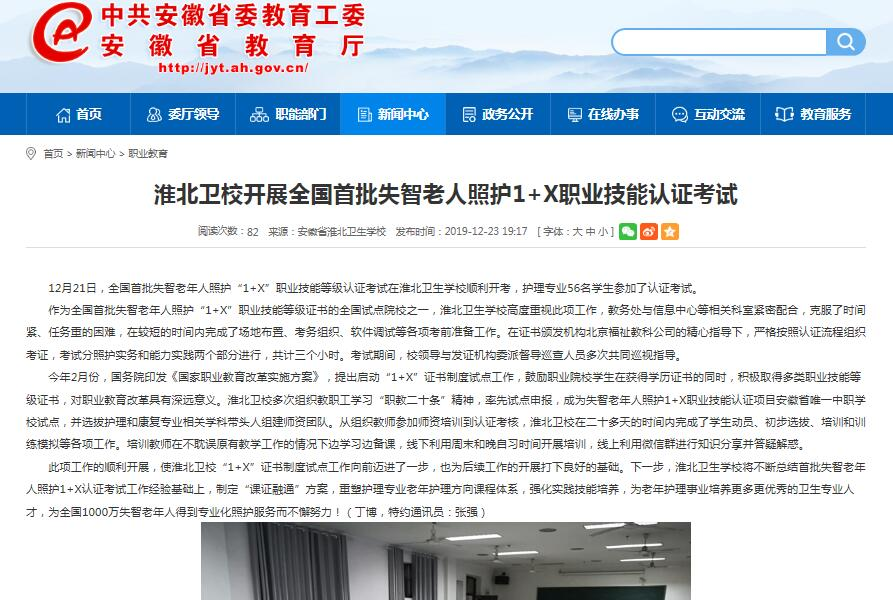 中共安徽省委教育工委
安徽省教育厅
http://jyt.ah.gov.cn/
首页 委厅领导 职能部门 新闻中心 政务公开 在线办事 互动交流 教育服务
首页 > 新闻中心 > 职业教育
淮北卫校开展全国首批失智老人照护1+X职业技能认证考试
阅读次数：82 来源：安徽省淮北卫生学校 发布时间：2019-12-23 19:17 [ 字体：大 中 小 ]
12月21日，全国首批失智老年人照护“1+X”职业技能等级认证考试在淮北卫生学校顺利开考，护理专业56名学生参加了认证考试。
作为全国首批失智老年人照护“1+X”职业技能等级证书的全国试点院校之一，淮北卫生学校高度重视此项工作，教务处与信息中心等相关科室紧密配合，克服了时间
紧、任务重的困难，在较短的时间内完成了场地布置、考务组织、软件调试等各项考前准备工作。在证书颁发机构北京福祉教科公司的精心指导下，严格按照认证流程组织
考证，考试分照护实务和能力实践两个部分进行，共计三个小时。考试期间，校领导与发证机构委派督导巡查人员多次共同巡视指导。
今年2月份，国务院印发《国家职业教育改革实施方案》，提出启动“1+X”证书制度试点工作，鼓励职业院校学生在获得学历证书的同时，积极取得多类职业技能等
级证书，对职业教育改革具有深远意义。淮北卫校多次组织教职工学习“职教二十条”精神，率先试点申报，成为失智老年人照护1+X职业技能认证项目安徽省唯一中职学
校试点，并选拔护理和康复专业相关学科带头人组建师资团队。从组织教师参加师资培训到认证考核，淮北卫校在二十多天的时间内完成了学生动员、初步选拔、培训和训
练模拟等各项工作。培训教师在不耽误原有教学工作的情况下边学习边备课，线下利用周末和晚自习时间开展培训，线上利用微信群进行知识分享并答疑解惑。
此项工作的顺利开展，使淮北卫校“1+X”证书制度试点工作向前迈进了一步，也为后续工作的开展打下良好的基础。下一步，淮北卫生学校将不断总结首批失智老年
人照护1+X认证考试工作经验基础上，制定“课证融通”方案，重塑护理专业老年护理方向课程体系，强化实践技能培养，为老年护理事业培养更多更优秀的卫生专业人
才，为全国1000万失智老年人得到专业化照护服务而不懈努力！（丁博，特约通讯员：张强）